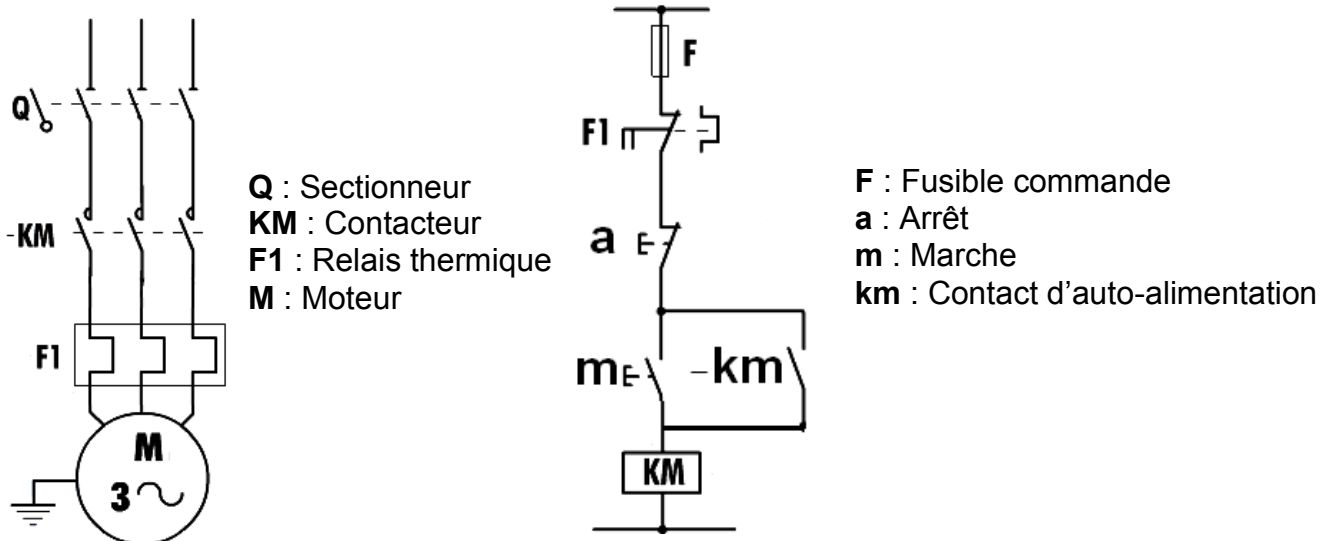 Q
-KM
F1
M
3
Q : Sectionneur
KM : Contacteur
F1 : Relais thermique
M : Moteur
F
F1
a
m
-km
KM
F : Fusible commande
a : Arrêt
m : Marche
km : Contact d’auto-alimentation